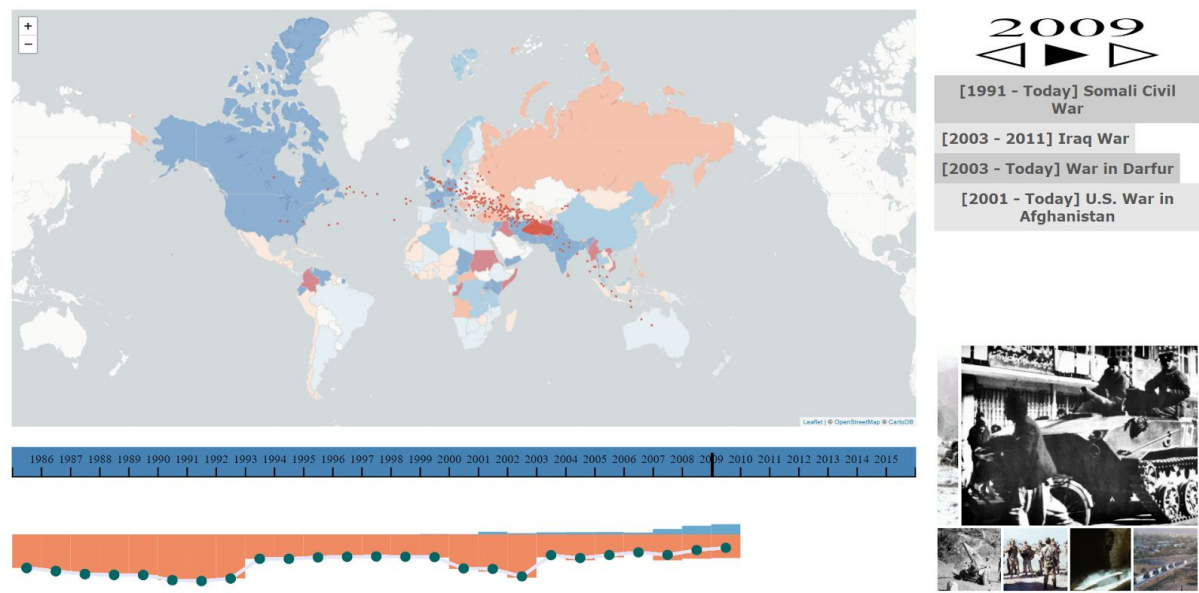 +
−
2009
[1991 - Today] Somali Civil
War
[2003 - 2011] Iraq War
[2003 - Today] War in Darfur
[2001 - Today] U.S. War in
Afghanistan
Leaflet | © OpenStreetMap © CartoDB
1986 1987 1988 1989 1990 1991 1992 1993 1994 1995 1996 1997 1998 1999 2000 2001 2002 2003 2004 2005 2006 2007 2008 2009 2010 2011 2012 2013 2014 2015